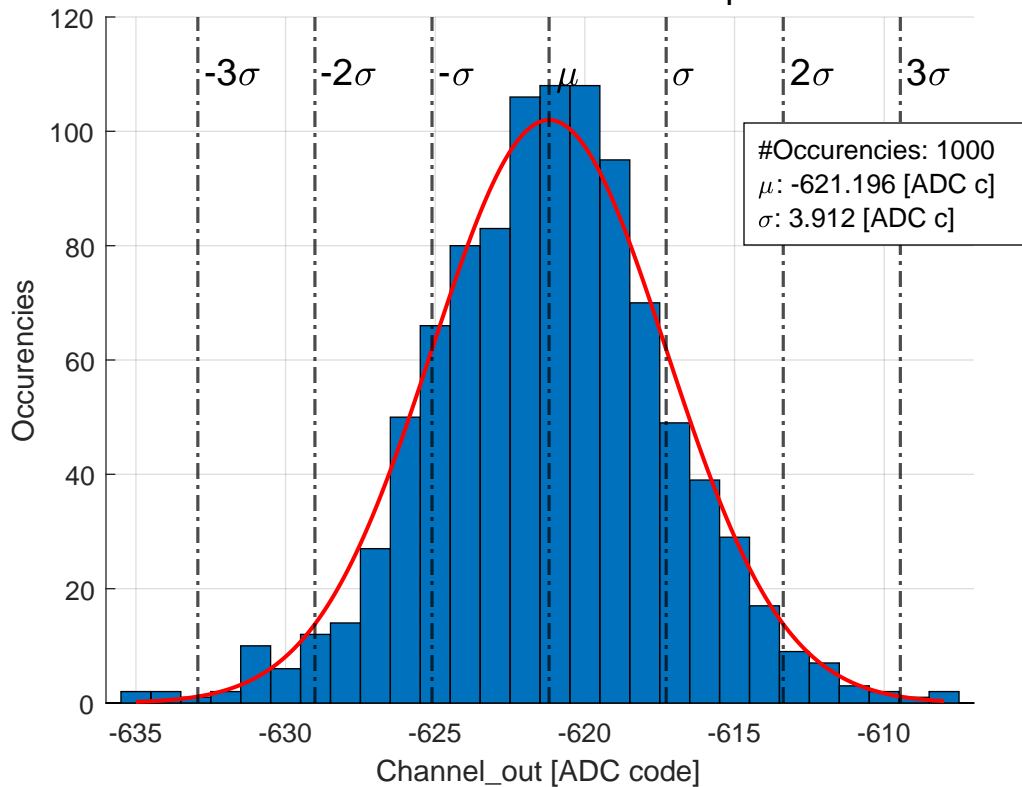 120
100
80
60
40
20
0
-3σ
-2σ
-σ
μ
σ
2σ
3σ
#Occurencies: 1000
μ: -621.196 [ADC c]
σ: 3.912 [ADC c]
Occurencies
-635
-630
-625
-620
-615
-610
Channel_out [ADC code]